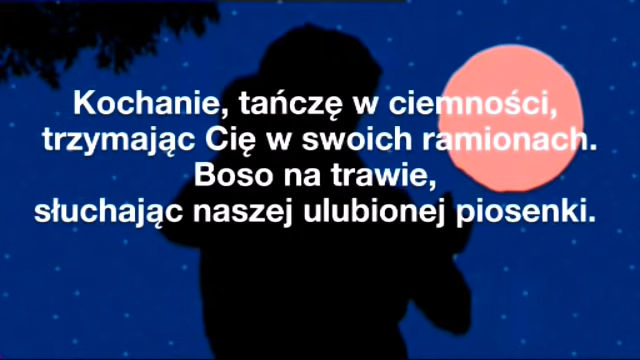 Kochanie, tańczę w ciemności,
trzymając Cię w swoich ramionach.
Boso na trawie,
słuchając naszej ulubionej piosenki.